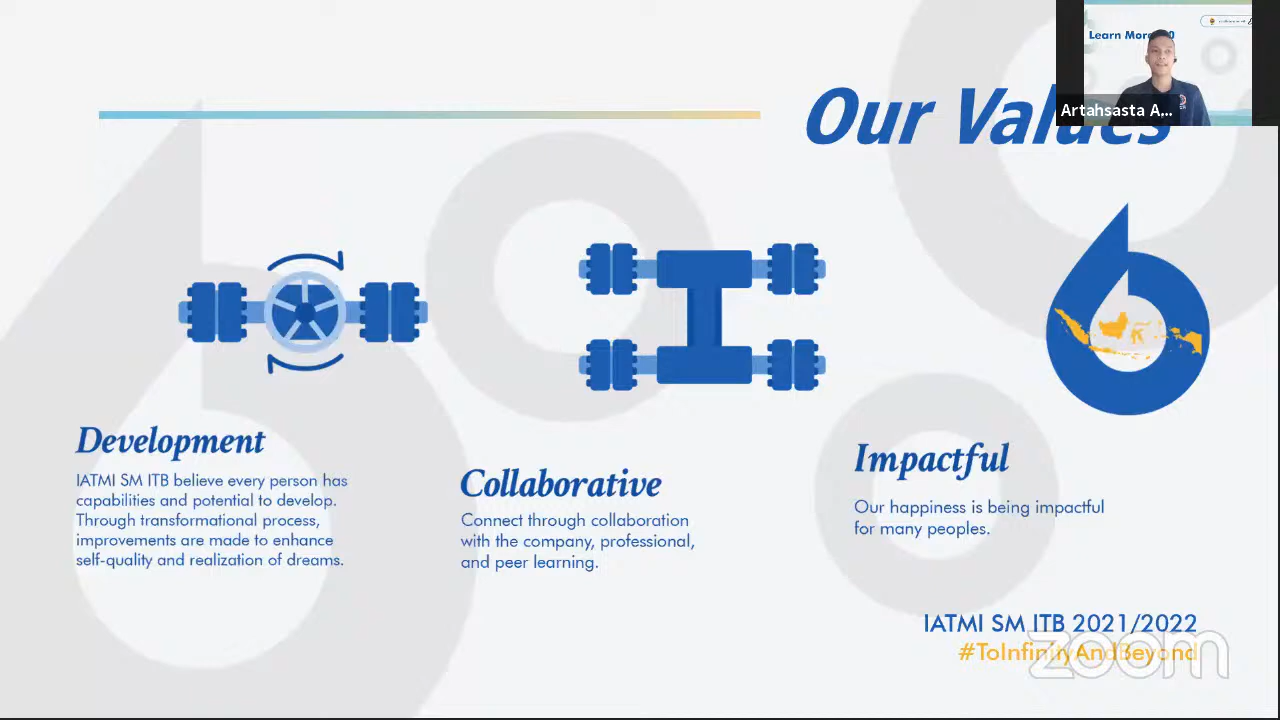 Learn More
Our Values
Artahsasta A...
Development
IATMI SM ITB believe every person has
capabilities and potential to develop.
Through transformational process,
improvements are made to enhance
self-quality and realization of dreams.
Collaborative
Connect through collaboration
with the company, professional,
and peer learning.
Impactful
Our happiness is being impactful
for many peoples.
IATMI SM ITB 2021/2022
#ToInfinityAndBeyond
zoom